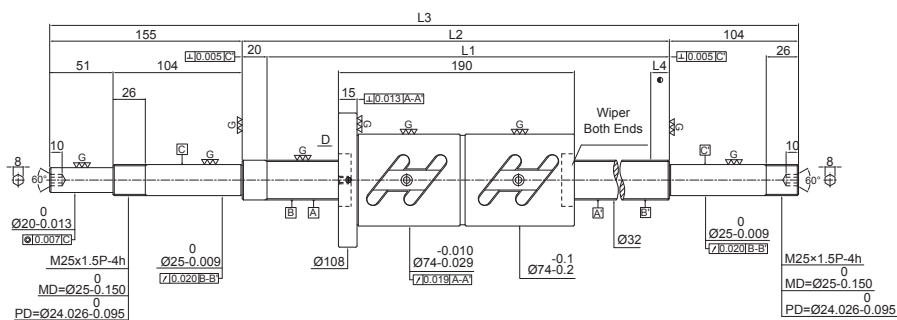 L3
155
L2
104
⊥ 0.005 C'
20
L1
⊥ 0.005 C'
26
51
104
190
L4
26
15
⊥ 0.013 A-A'
Wiper
Both Ends
G
G
G
D
G
G
G
10
G
C
G
G
C'
G
10
8
60°
60°
8
B
A
A'
B'
0
Ø20-0.013
◎ 0.007 C
0
Ø25-0.009
↗ 0.020 B-B'
Ø108
-0.010
Ø74-0.029
↗ 0.019 A-A'
-0.1
Ø74-0.2
Ø32
0
Ø25-0.009
↗ 0.020 B-B'
M25x1.5P-4h
0
MD=Ø25-0.150
0
PD=Ø24.026-0.095
M25×1.5P-4h
0
MD=Ø25-0.150
0
PD=Ø24.026-0.095